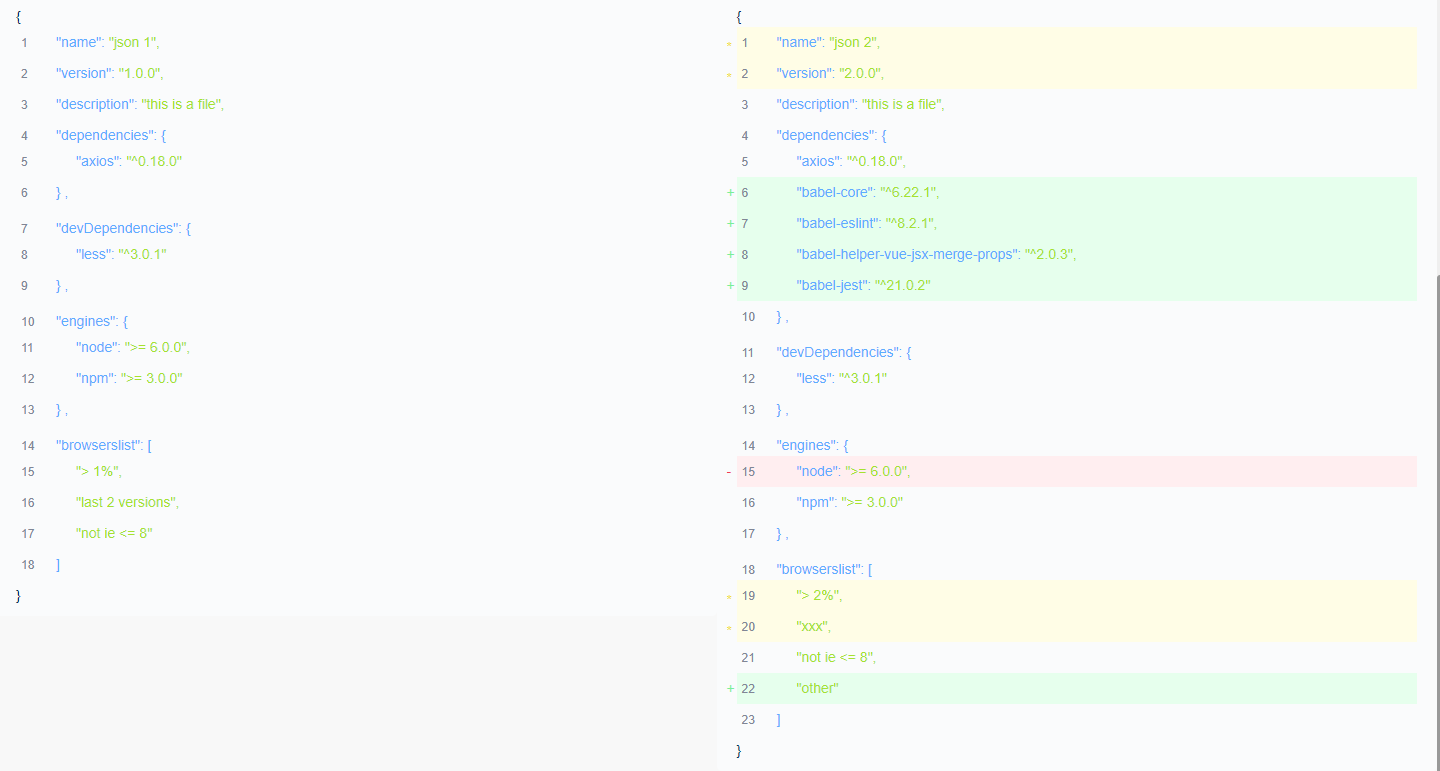 {
1 "name": "json 1",
2 "version": "1.0.0",
3 "description": "this is a file",
4 "dependencies": {
5 "axios": "^0.18.0"
6 } ,
7 "devDependencies": {
8 "less": "^3.0.1"
9 } ,
10 "engines": {
11 "node": ">= 6.0.0",
12 "npm": ">= 3.0.0"
13 } ,
14 "browserslist": [
15 "> 1%",
16 "last 2 versions",
17 "not ie <= 8"
18 ]
}
{
1 "name": "json 2",
2 "version": "2.0.0",
3 "description": "this is a file",
4 "dependencies": {
5 "axios": "^0.18.0",
+ 6 "babel-core": "^6.22.1",
+ 7 "babel-eslint": "^8.2.1",
+ 8 "babel-helper-vue-jsx-merge-props": "^2.0.3",
+ 9 "babel-jest": "^21.0.2"
10 } ,
11 "devDependencies": {
12 "less": "^3.0.1"
13 } ,
14 "engines": {
- 15 "node": ">= 6.0.0",
16 "npm": ">= 3.0.0"
17 } ,
18 "browserslist": [
19 "> 2%",
20 "xxx",
21 "not ie <= 8",
+ 22 "other"
23 ]
}